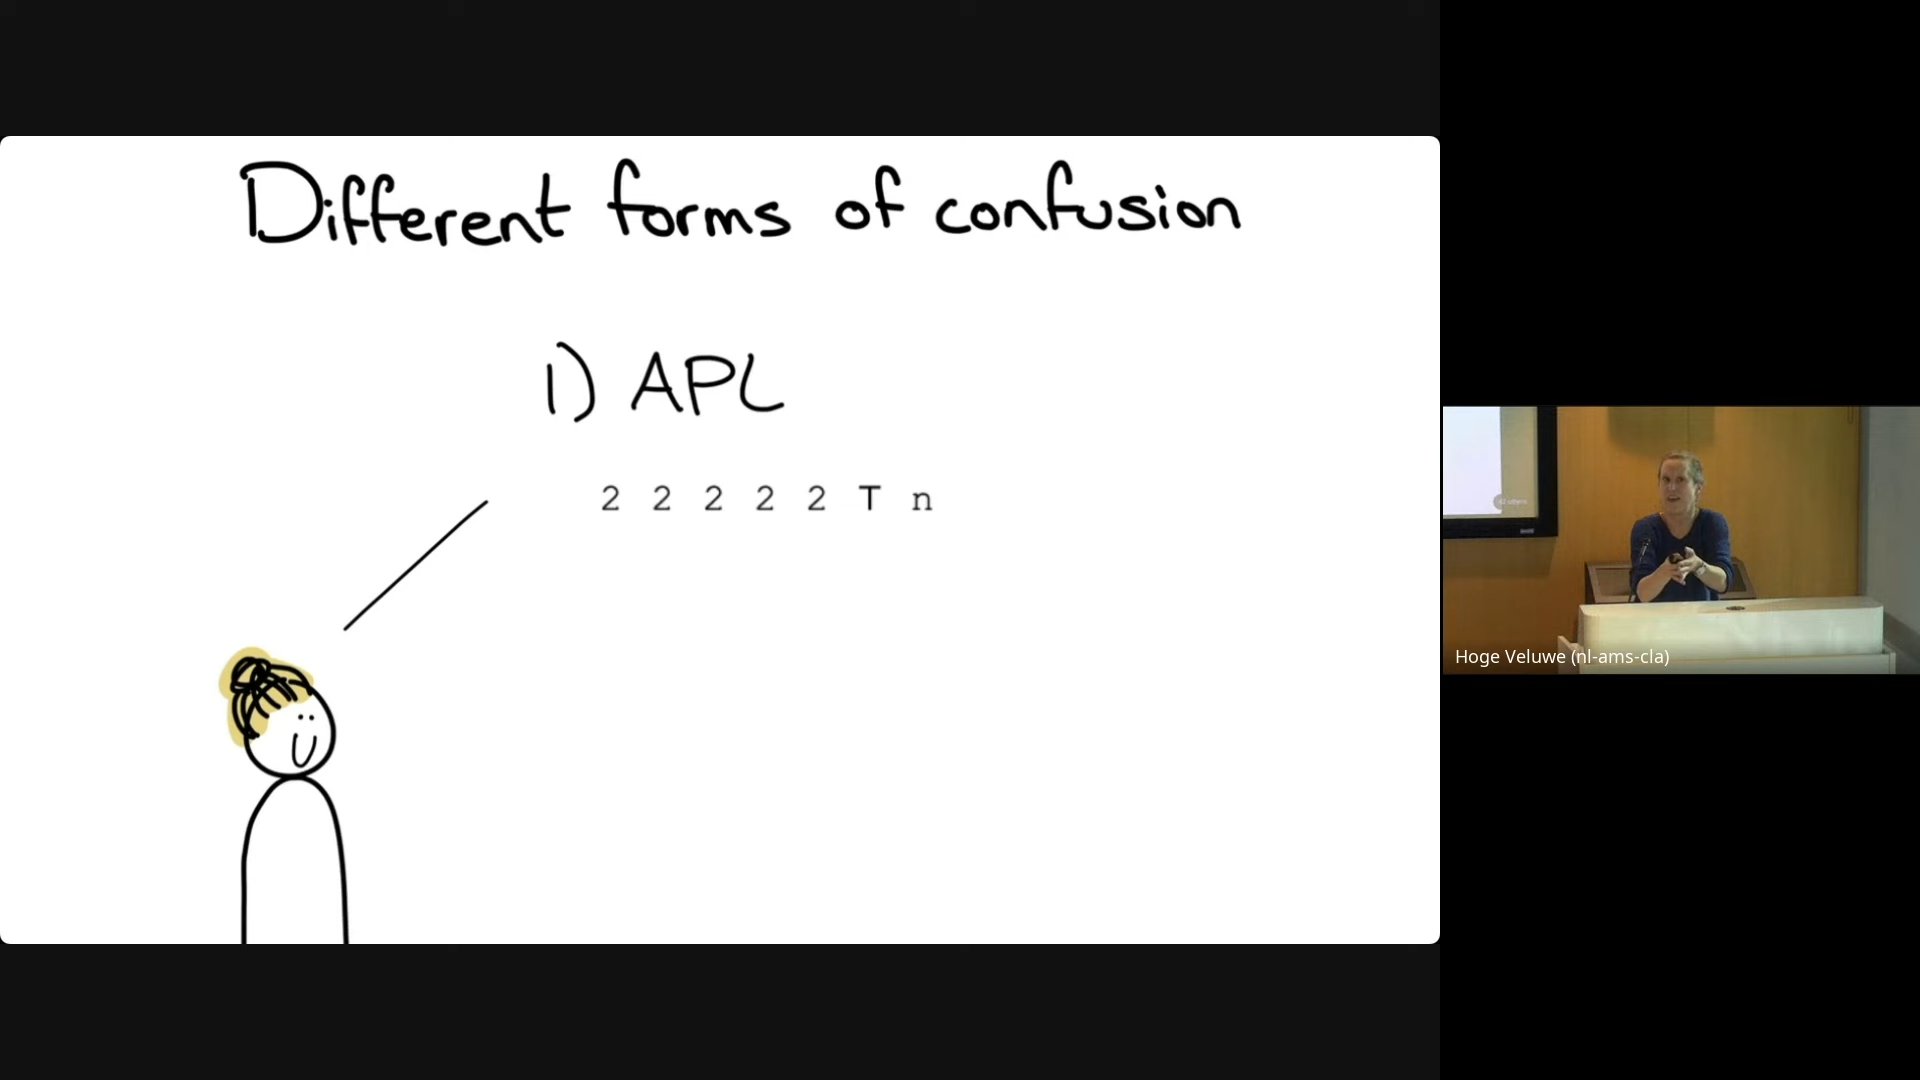 Different forms of confusion
1) APL
2 2 2 2 2 T n
Hoge Veluwe (nl-ams-cla)